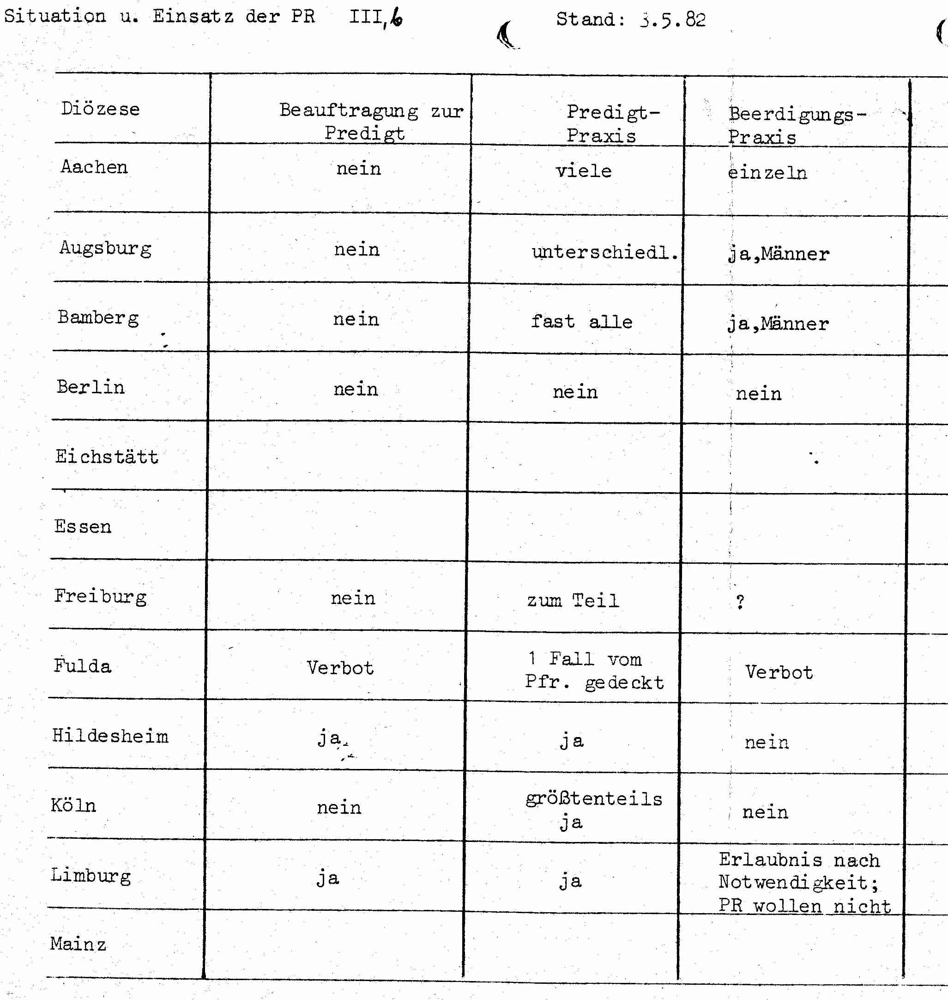 Situation u. Einsatz der PR III,6 Stand: 3.5.82
Diözese Beauftragung zur Predigt- Beerdigungs-
Predigt Praxis Praxis
Aachen nein viele einzeln
Augsburg nein unterschiedl. ja,Männer
Bamberg nein fast alle ja,Männer
Berlin nein nein nein
Eichstätt
Essen
Freiburg nein zum Teil ?
1 Fall vom
Fulda Verbot Pfr. gedeckt Verbot
Hildesheim ja ja nein
größtenteils
Köln nein ja nein
Erlaubnis nach
Limburg ja ja Notwendigkeit;
PR wollen nicht
Mainz